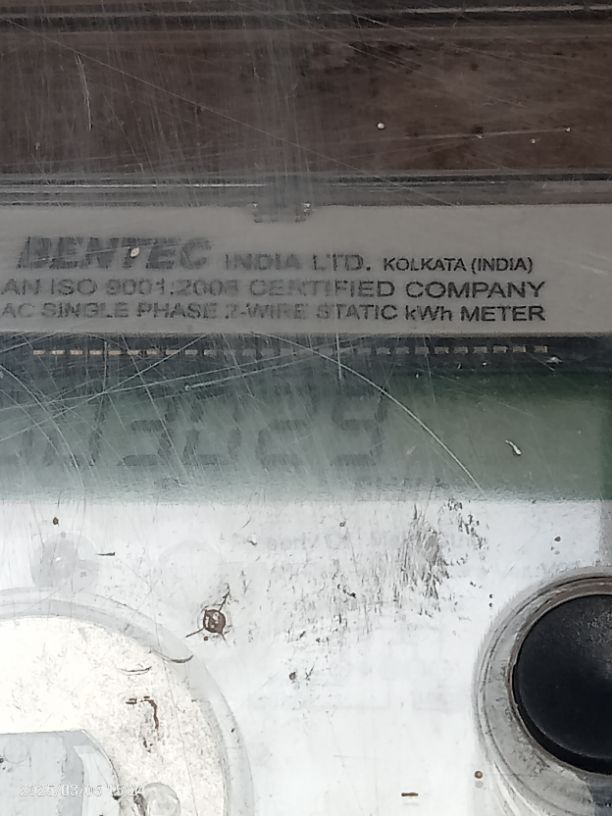 BENTEC INDIA LTD. KOLKATA (INDIA)
AN ISO 9001:2008 CERTIFIED COMPANY
AC SINGLE PHASE 2-WIRE STATIC kWh METER
03029